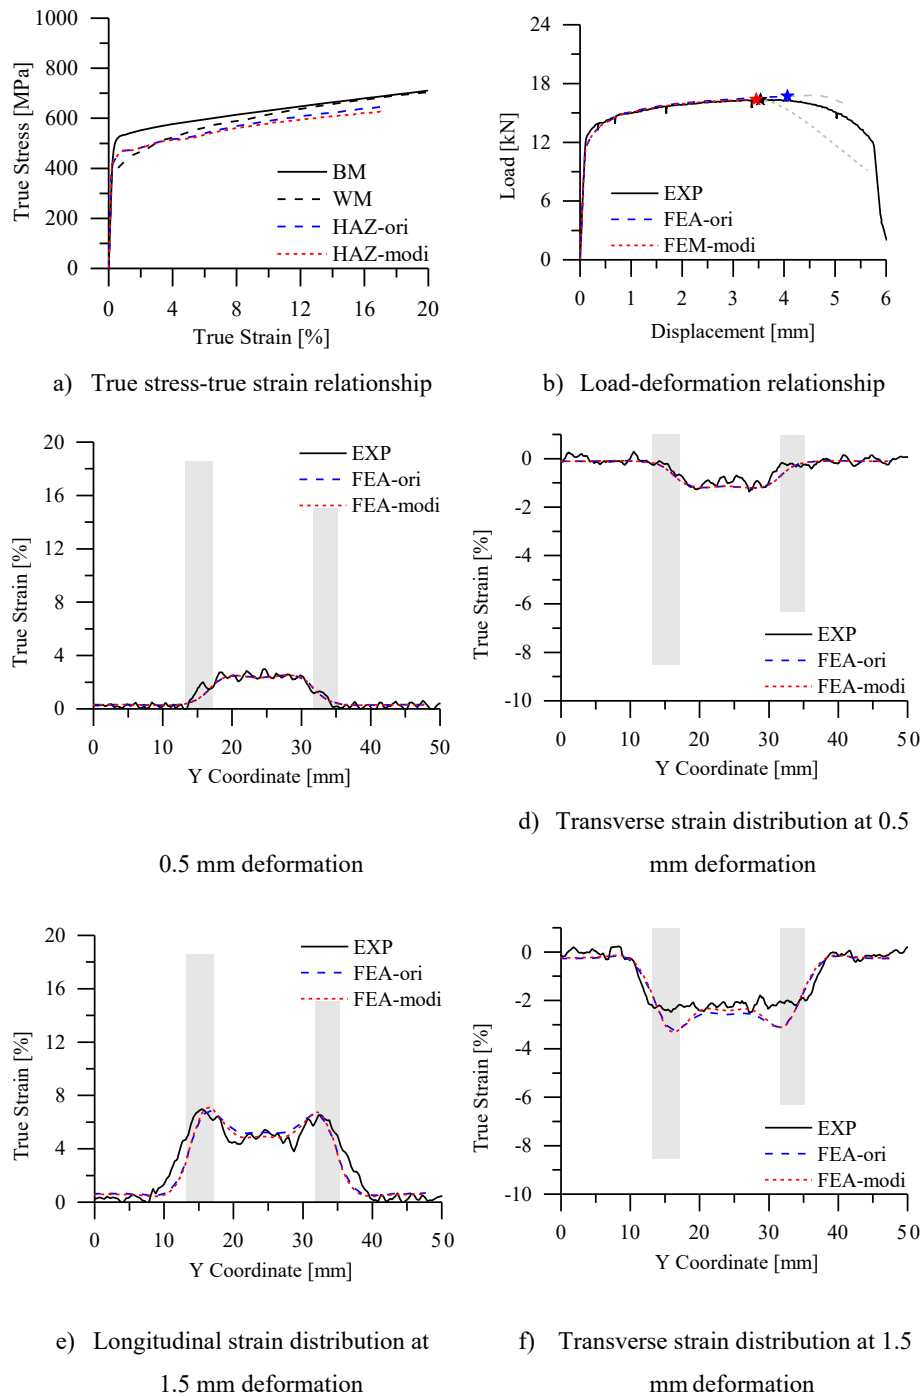 1000
800
600
400
200
0
True Stress [MPa]
BM
WM
HAZ-ori
HAZ-modi
0 4 8 12 16 20
True Strain [%]
a) True stress-true strain relationship
24
18
12
6
0
Load [kN]
EXP
FEA-ori
FEM-modi
0 1 2 3 4 5 6
Displacement [mm]
b) Load-deformation relationship
20
16
12
8
4
0
True Strain [%]
EXP
FEA-ori
FEA-modi
0 10 20 30 40 50
Y Coordinate [mm]
0.5 mm deformation
0
-2
-4
-6
-8
-10
True Strain [%]
EXP
FEA-ori
FEA-modi
0 10 20 30 40 50
Y Coordinate [mm]
d) Transverse strain distribution at 0.5
mm deformation
20
16
12
8
4
0
True Strain [%]
EXP
FEA-ori
FEA-modi
0 10 20 30 40 50
Y Coordinate [mm]
e) Longitudinal strain distribution at
1.5 mm deformation
0
-2
-4
-6
-8
-10
True Strain [%]
EXP
FEA-ori
FEA-modi
0 10 20 30 40 50
Y Coordinate [mm]
f) Transverse strain distribution at 1.5
mm deformation